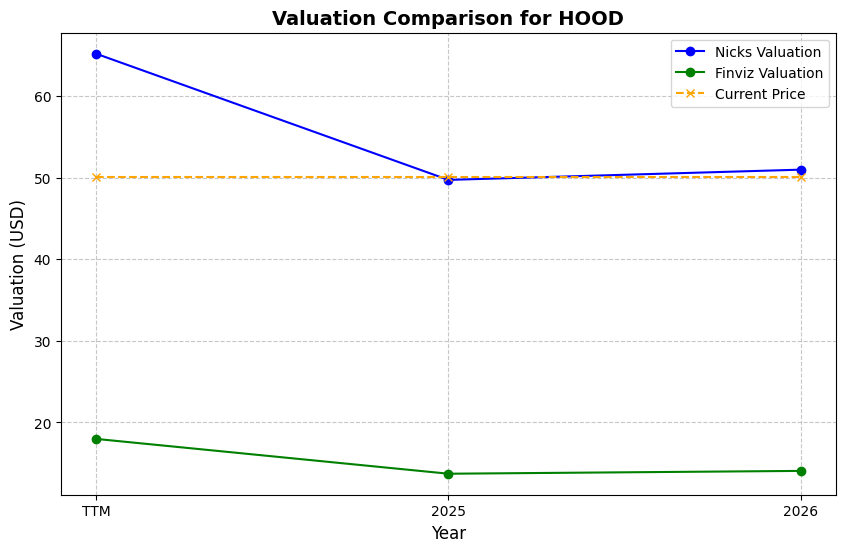 Valuation Comparison for HOOD
Nicks Valuation
Finviz Valuation
Current Price
Valuation (USD)
60
50
40
30
20
TTM
2025
2026
Year